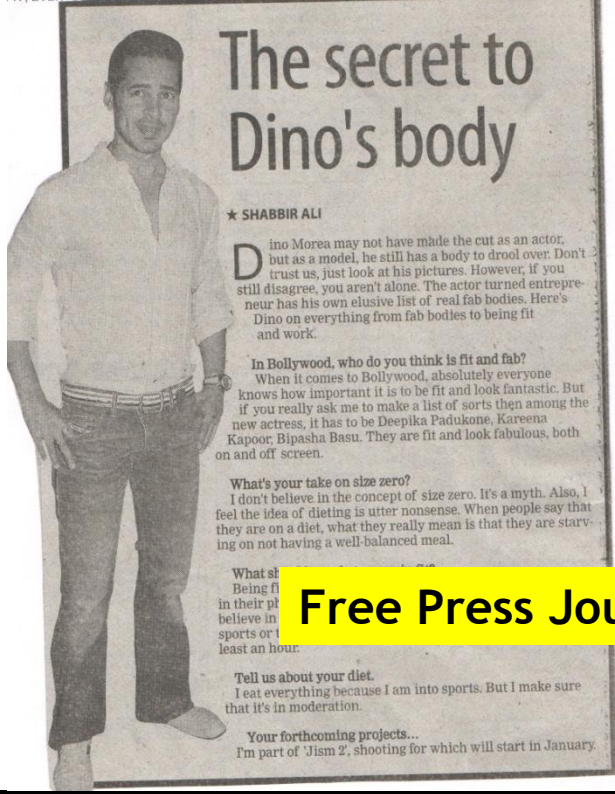 The secret to
Dino's body
★ SHABBIR ALI
Dino Morea may not have made the cut as an actor,
but as a model, he still has a body to drool over. Don't
trust us, just look at his pictures. However, if you
still disagree, you aren't alone. The actor turned entrepre-
neur has his own elusive list of real fab bodies. Here's
Dino on everything from fab bodies to being fit
and work.
In Bollywood, who do you think is fit and fab?
When it comes to Bollywood, absolutely everyone
knows how important it is to be fit and look fantastic. But
if you really ask me to make a list of sorts then among the
new actress, it has to be Deepika Padukone, Kareena
Kapoor, Bipasha Basu. They are fit and look fabulous, both
on and off screen.
What's your take on size zero?
I don't believe in the concept of size zero. It's a myth. Also, I
feel the idea of dieting is utter nonsense. When people say that
they are on a diet, what they really mean is that they are starv-
ing on not having a well-balanced meal.
What
Being
in their
believe in
sports or
least an hour.
Free Press Jou
Tell us about your diet.
I eat everything because I am into sports. But I make sure
that it's in moderation.
Your forthcoming projects...
I'm part of 'Jism 2', shooting for which will start in January.